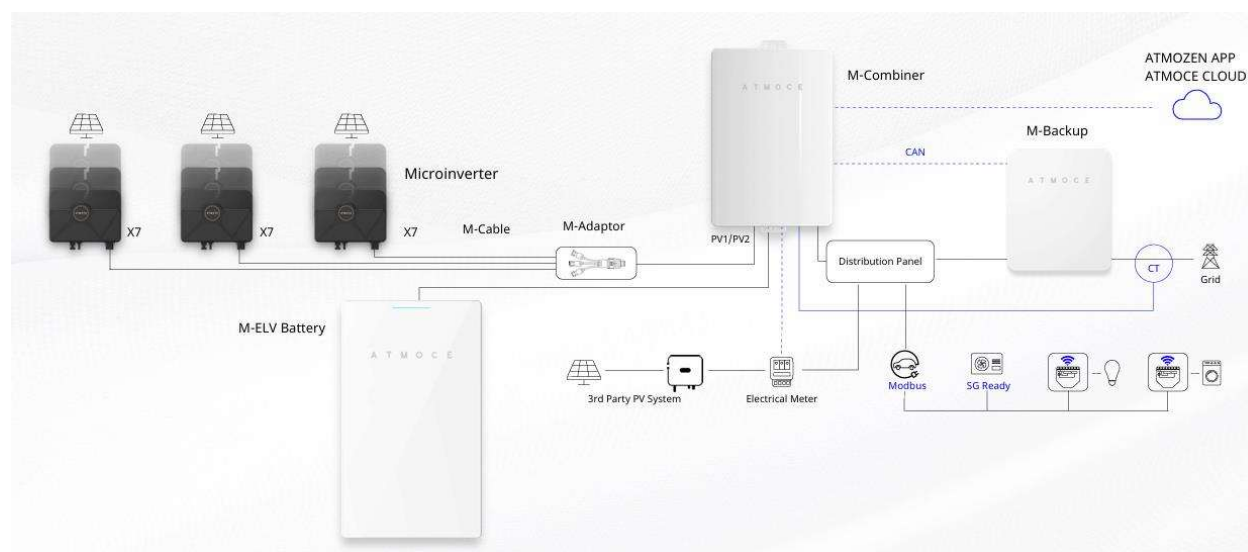 ATMOZEN APP
ATMOCE CLOUD
M-Combiner
ATMOCE
M-Backup
CAN
ATMOCE
Microinverter
X7
X7
X7
M-Cable
M-Adaptor
PV1/PV2
Distribution Panel
CT
Grid
M-ELV Battery
ATMOCE
3rd Party PV System
Electrical Meter
Modbus
SG Ready